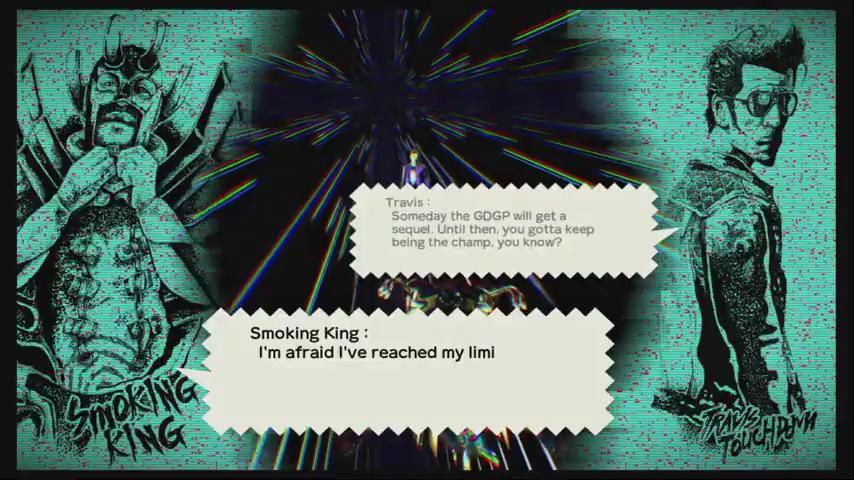 Travis :
Someday the GDGP will get a
sequel. Until then, you gotta keep
being the champ, you know?
Smoking King :
I'm afraid I've reached my limi
SMOKING
KING
TRAVIS
TOUCHDOWN